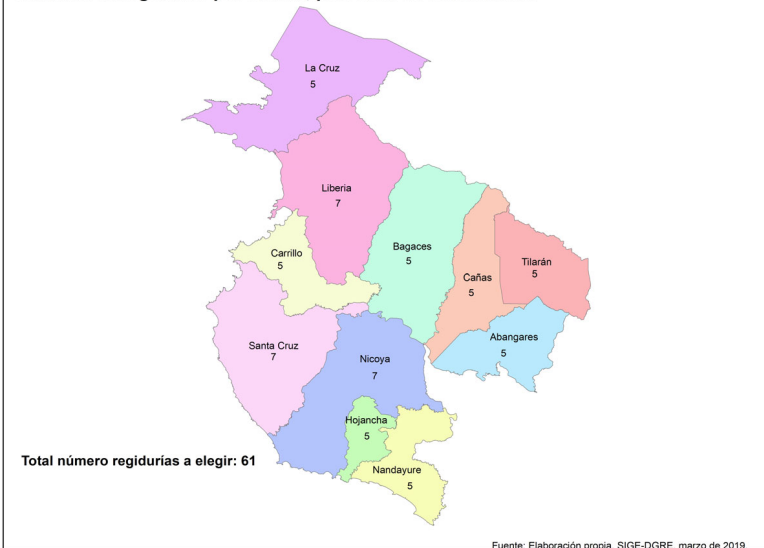 La Cruz
5
Liberia
7
Bagaces
5
Carrillo
5
Cañas
5
Tilarán
5
Abangares
5
Santa Cruz
7
Nicoya
7
Hojancha
5
Nandayure
5
Total número regidurías a elegir: 61
Fuente: Elaboración propia, SIGE-DGRE, marzo de 2019